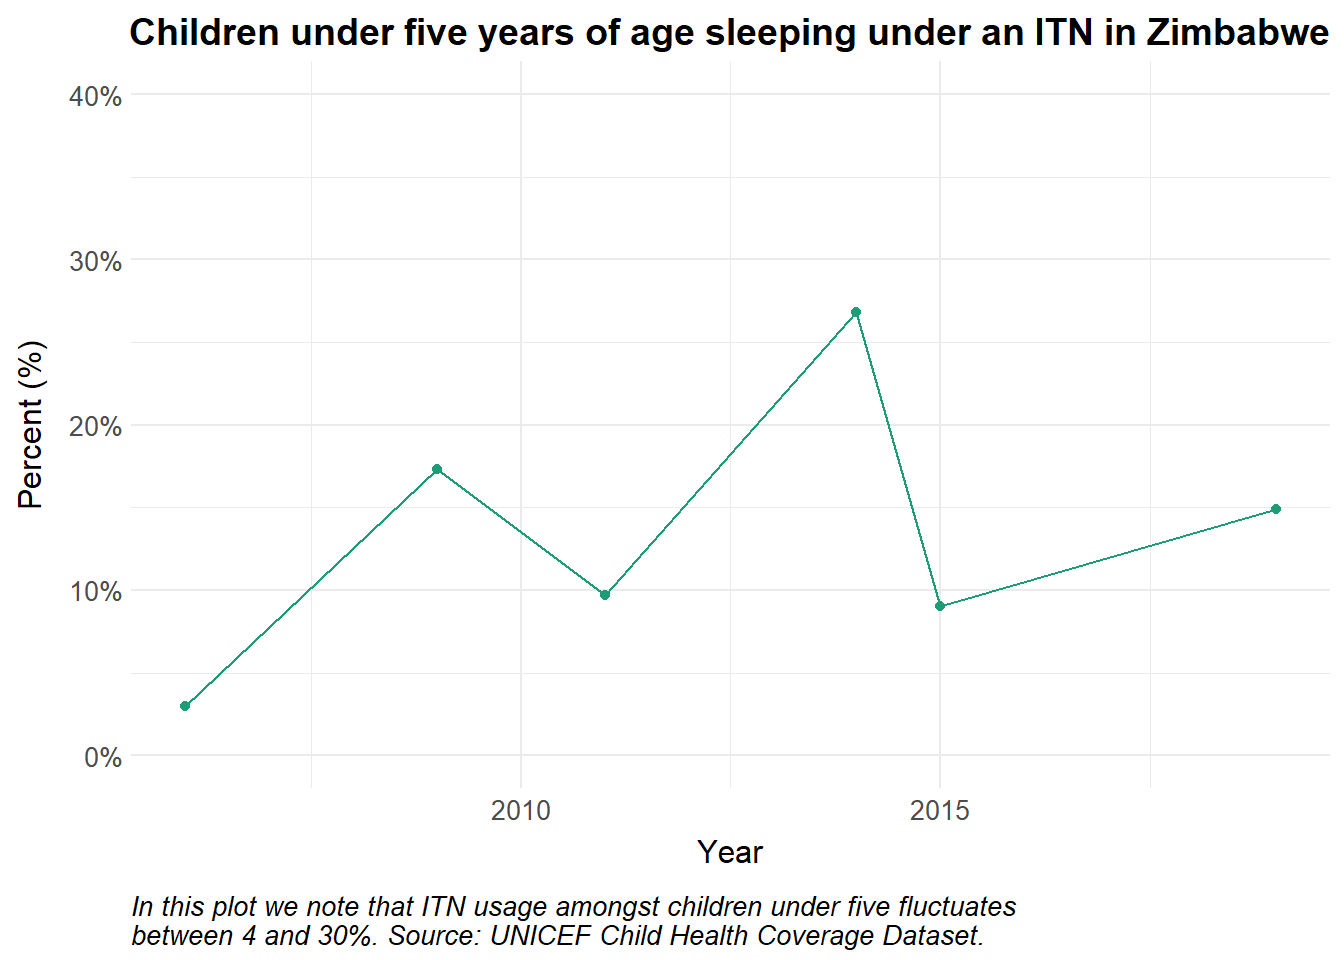 Children under five years of age sleeping under an ITN in Zimbabwe
40%
30%
20%
10%
0%
Percent (%)
2010 2015
Year
In this plot we note that ITN usage amongst children under five fluctuates
between 4 and 30%. Source: UNICEF Child Health Coverage Dataset.